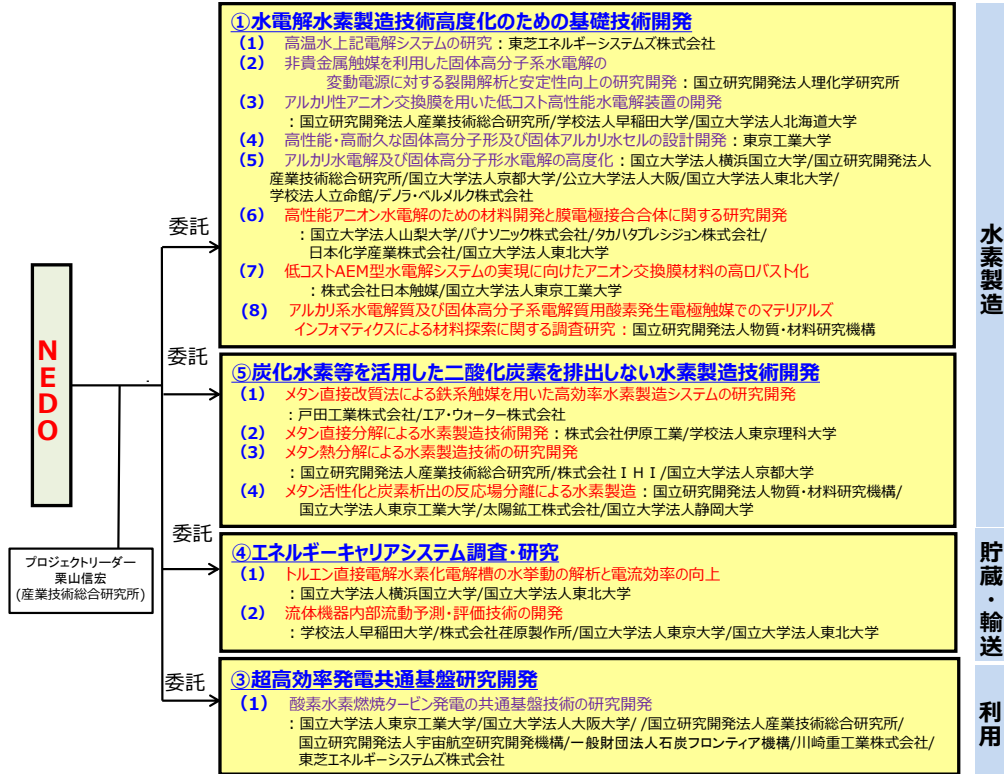 ①水電解水素製造技術高度化のための基礎技術開発
(1) 高温水上記電解システムの研究：東芝エネルギーシステムズ株式会社
(2) 非貴金属触媒を利用した固体高分子系水電解の
変動電源に対する裂開解析と安定性向上の研究開発：国立研究開発法人理化学研究所
(3) アルカリ性アニオン交換膜を用いた低コスト高性能水電解装置の開発
：国立研究開発法人産業技術総合研究所/学校法人早稲田大学/国立大学法人北海道大学
(4) 高性能・高耐久な固体高分子形及び固体アルカリ水セルの設計開発：東京工業大学
(5) アルカリ水電解及び固体高分子形水電解の高度化：国立大学法人横浜国立大学/国立研究開発法人
産業技術総合研究所/国立大学法人京都大学/公立大学法人大阪/国立大学法人東北大学/
学校法人立命館/デノラ・ペルメルク株式会社
(6) 高性能アニオン水電解のための材料開発と膜電極接合合体に関する研究開発
：国立大学法人山梨大学/パナソニック株式会社/タカハタプレシジョン株式会社/
日本化学産業株式会社/国立大学法人東北大学
(7) 低コストAEM型水電解システムの実現に向けたアニオン交換膜材料の高ロバスト化
：株式会社日本触媒/国立大学法人東京工業大学
(8) アルカリ系水電解質及び固体高分子系電解質用酸素発生電極触媒でのマテリアルズ
インフォマティクスによる材料探索に関する調査研究：国立研究開発法人物質・材料研究機構
委託
水素製造
NEDO
委託
⑤炭化水素等を活用した二酸化炭素を排出しない水素製造技術開発
(1) メタン直接改質法による鉄系触媒を用いた高効率水素製造システムの研究開発
：戸田工業株式会社/エア・ウォーター株式会社
(2) メタン直接分解による水素製造技術開発：株式会社伊原工業/学校法人東京理科大学
(3) メタン熱分解による水素製造技術の研究開発
：国立研究開発法人産業技術総合研究所/株式会社ＩＨＩ/国立大学法人京都大学
(4) メタン活性化と炭素析出の反応場分離による水素製造：国立研究開発法人物質・材料研究機構/
国立大学法人東京工業大学/太陽鉱工株式会社/国立大学法人静岡大学
プロジェクトリーダー
栗山信宏
(産業技術総合研究所)
委託
④エネルギーキャリアシステム調査・研究
(1) トルエン直接電解水素化電解槽の水挙動の解析と電流効率の向上
：国立大学法人横浜国立大学/国立大学法人東北大学
(2) 流体機器内部流動予測・評価技術の開発
：学校法人早稲田大学/株式会社荏原製作所/国立大学法人東京大学/国立大学法人東北大学
貯蔵・輸送
委託
③超高効率発電共通基盤研究開発
(1) 酸素水素燃焼タービン発電の共通基盤技術の研究開発
：国立大学法人東京工業大学/国立大学法人大阪大学/ /国立研究開発法人産業技術総合研究所/
国立研究開発法人宇宙航空研究開発機構/一般財団法人石炭フロンティア機構/川崎重工業株式会社/
東芝エネルギーシステムズ株式会社
利用